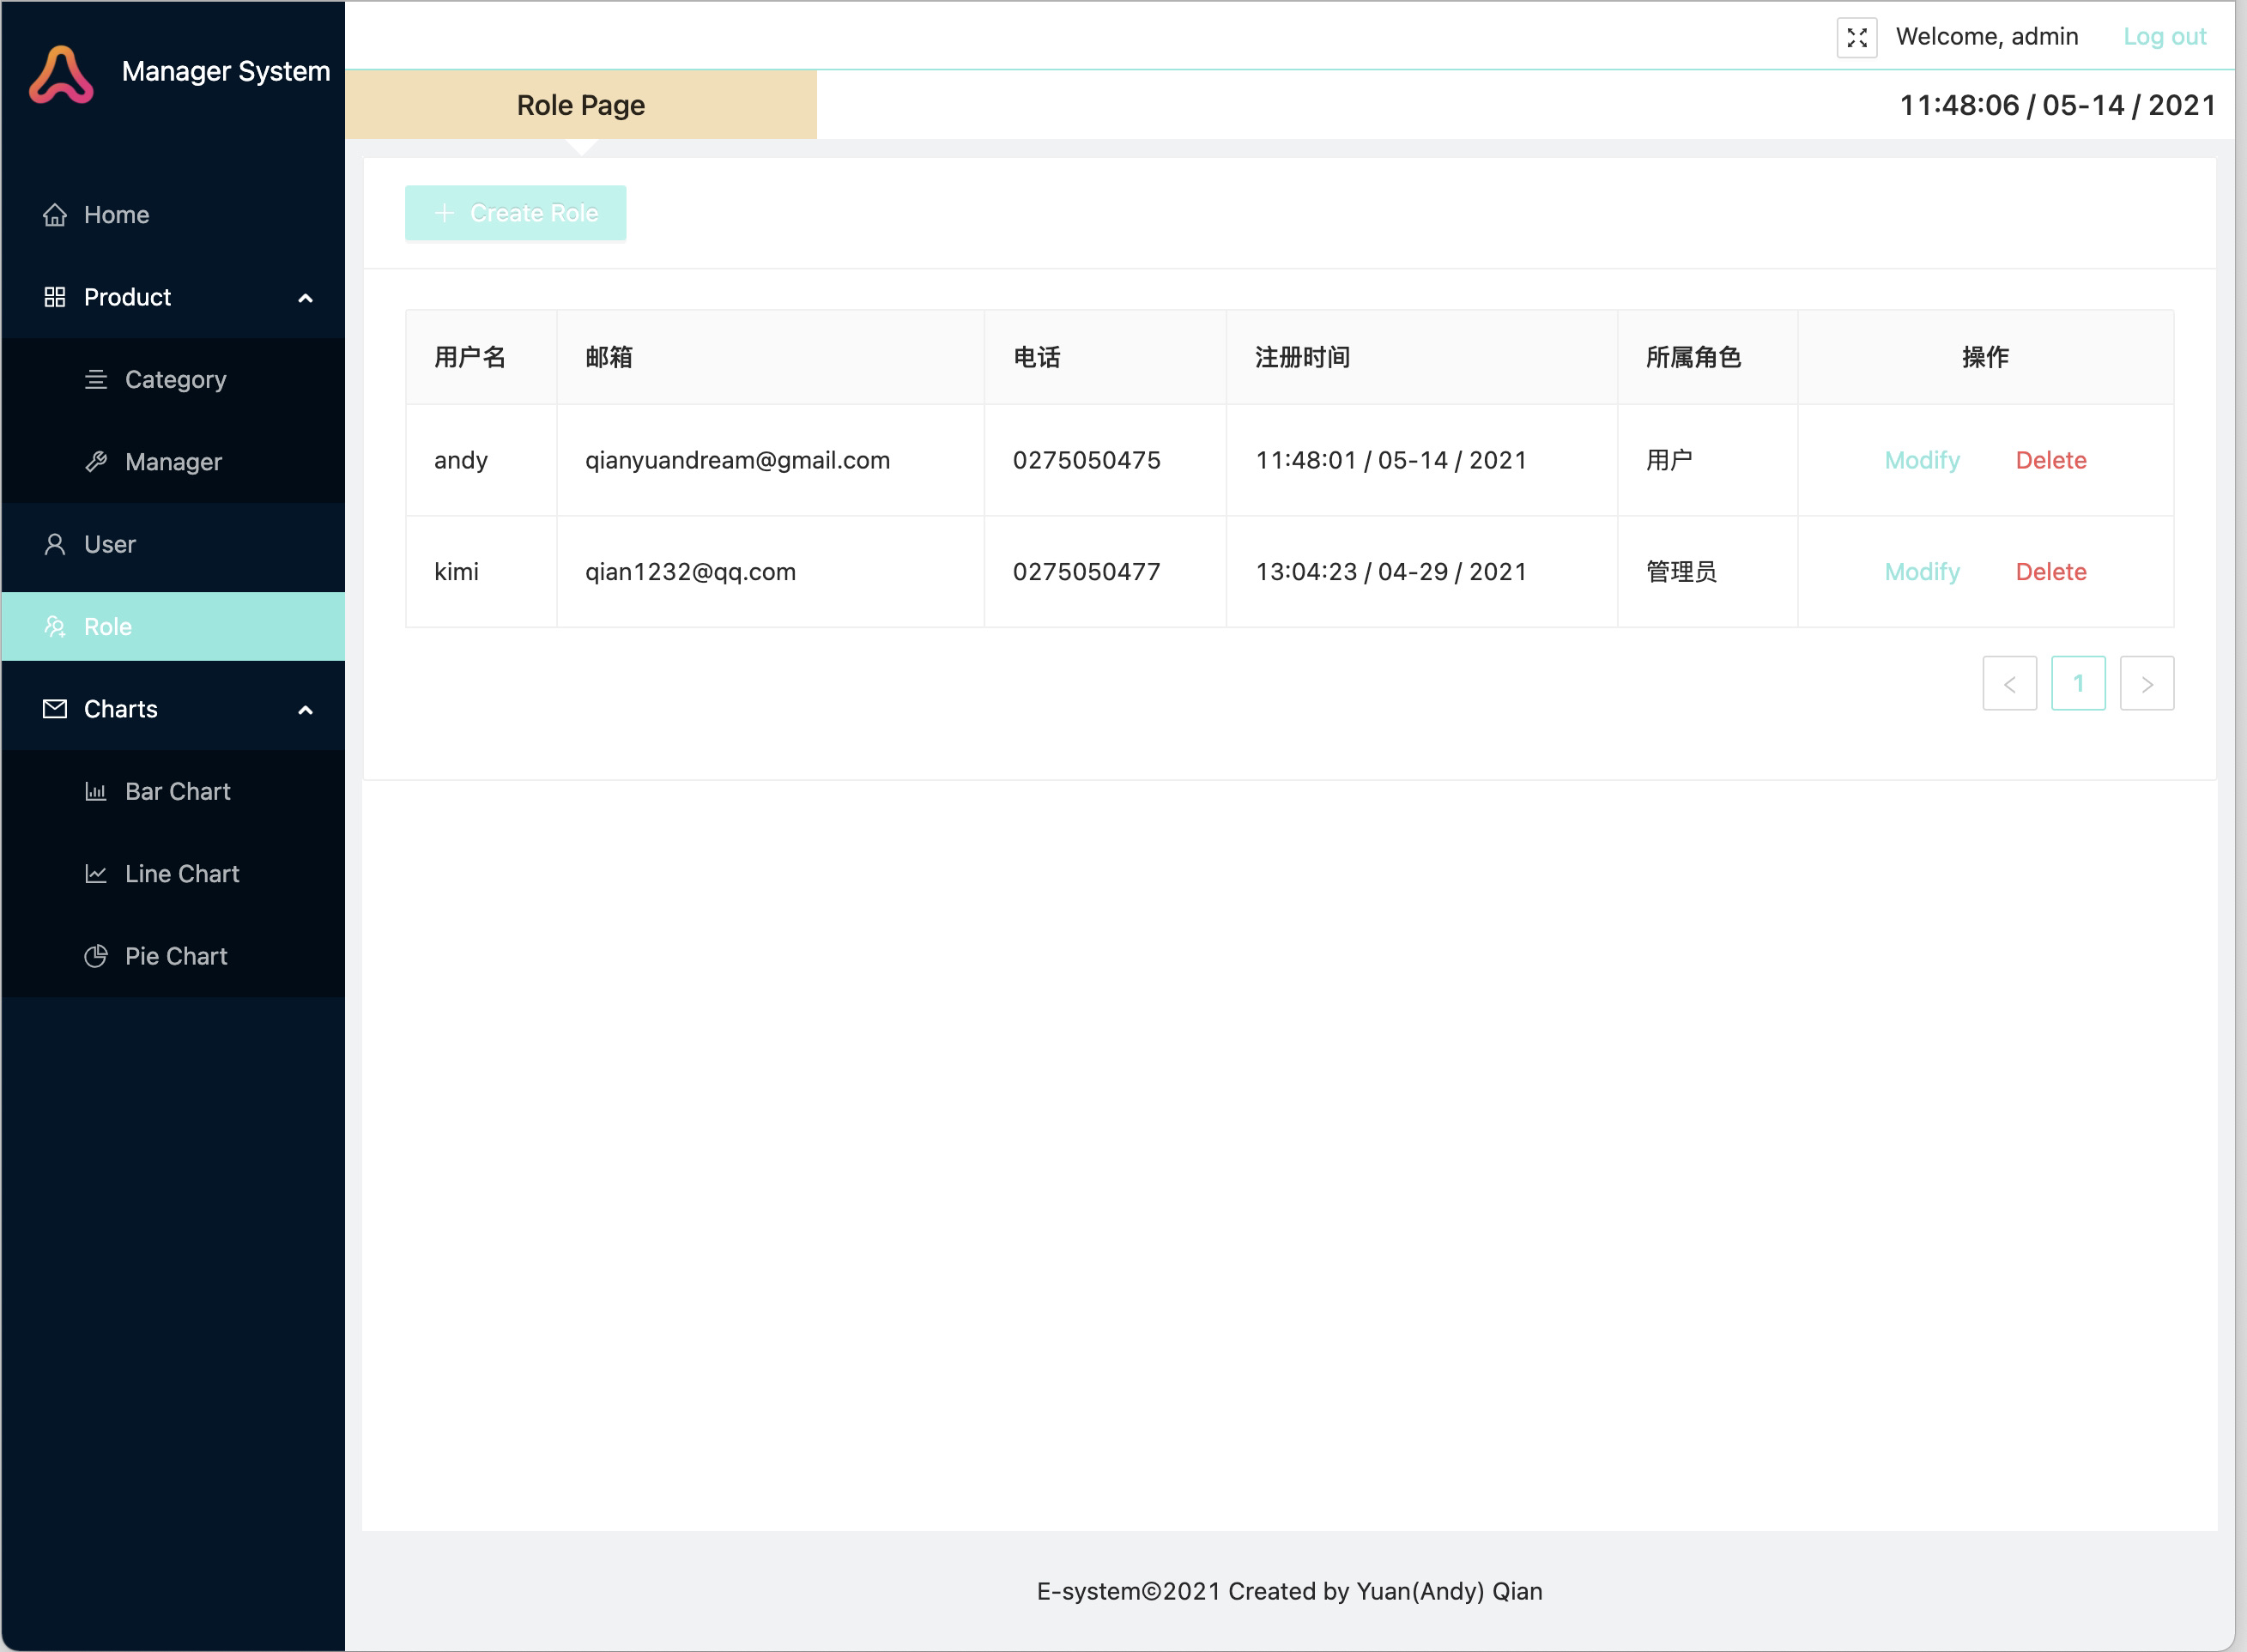 Manager System
Welcome, admin
Log out
Role Page
11:48:06 / 05-14 / 2021
Home
Product
Category
Manager
User
Role
Charts
Bar Chart
Line Chart
Pie Chart
Create Role
用户名 邮箱 电话 注册时间 所属角色 操作
andy qianyuandream@gmail.com 0275050475 11:48:01 / 05-14 / 2021 用户 Modify Delete
kimi qian1232@qq.com 0275050477 13:04:23 / 04-29 / 2021 管理员 Modify Delete
1
E-system©2021 Created by Yuan(Andy) Qian